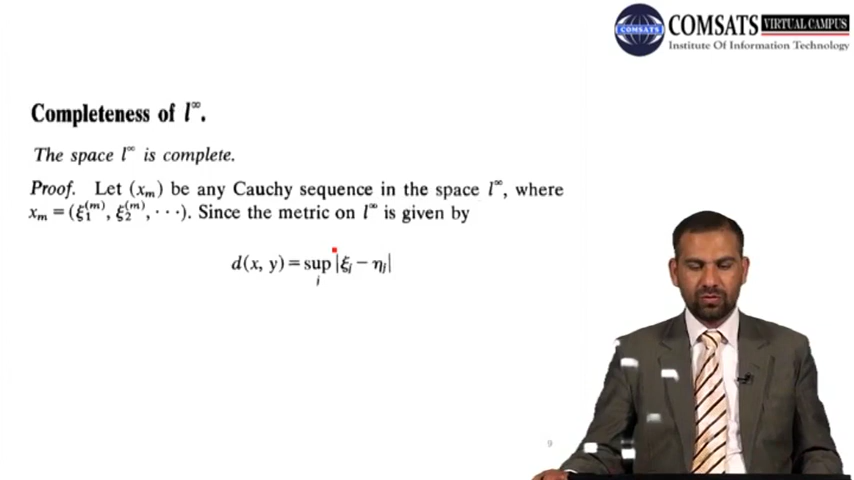 COMSATS
COMSATS VIRTUAL CAMPUS
Institute Of Information Technology
Completeness of l^∞.
The space l^∞ is complete.
Proof. Let (x_m) be any Cauchy sequence in the space l^∞, where
x_m = (ξ_1^(m), ξ_2^(m), · · ·). Since the metric on l^∞ is given by
d(x, y) = sup_j |ξ_j − η_j|
9